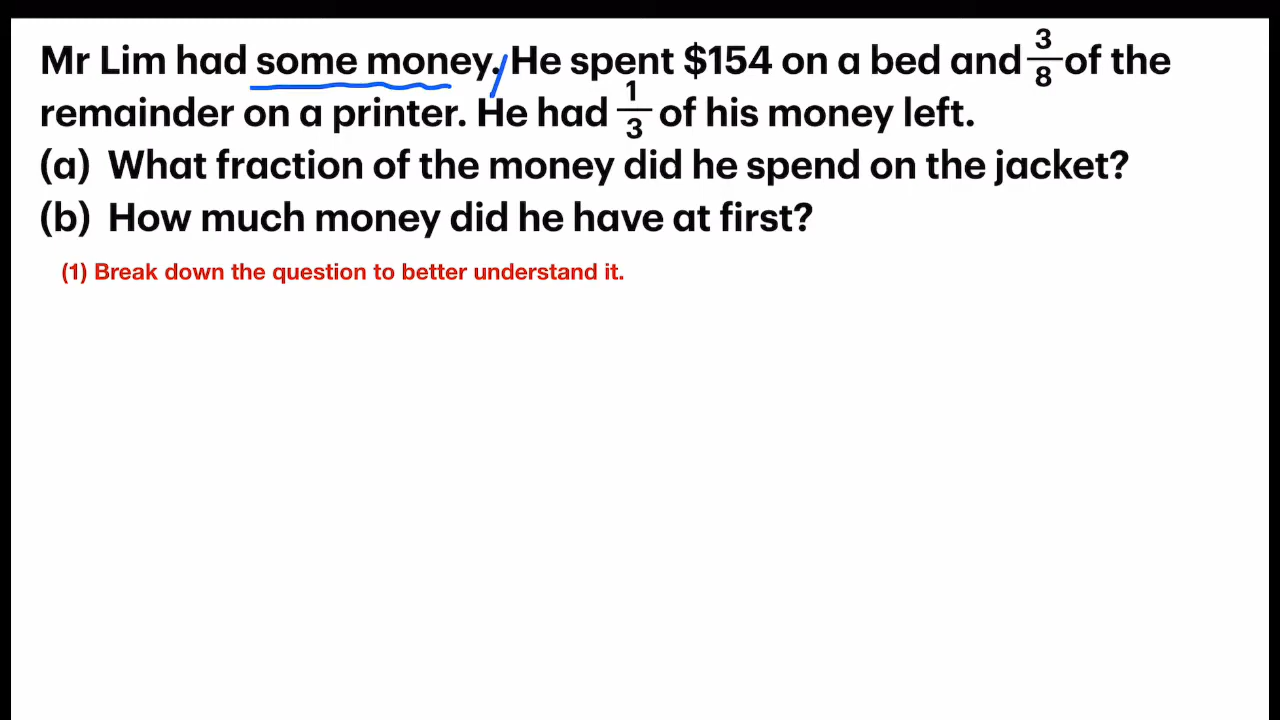 Mr Lim had some money. He spent $154 on a bed and 3/8 of the
remainder on a printer. He had 1/3 of his money left.
(a) What fraction of the money did he spend on the jacket?
(b) How much money did he have at first?
(1) Break down the question to better understand it.